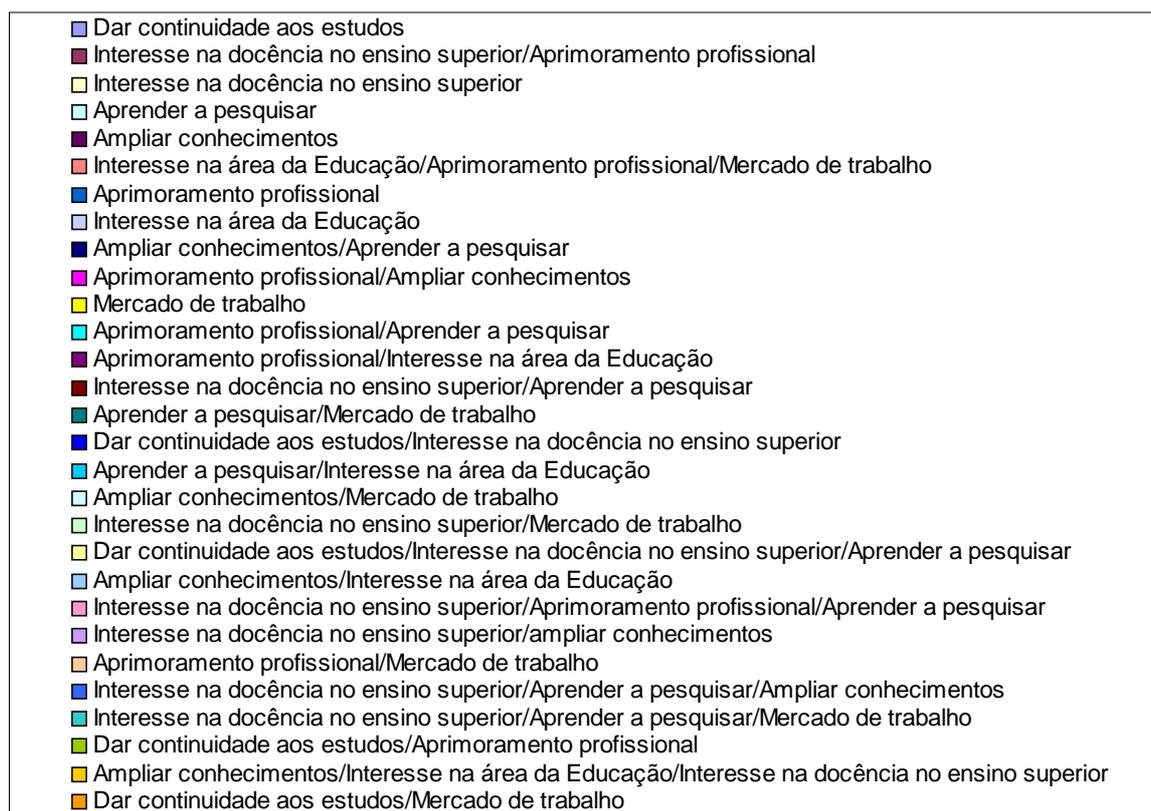 Dar continuidade aos estudos
Interesse na docência no ensino superior/Aprimoramento profissional
Interesse na docência no ensino superior
Aprender a pesquisar
Ampliar conhecimentos
Interesse na área da Educação/Aprimoramento profissional/Mercado de trabalho
Aprimoramento profissional
Interesse na área da Educação
Ampliar conhecimentos/Aprender a pesquisar
Aprimoramento profissional/Ampliar conhecimentos
Mercado de trabalho
Aprimoramento profissional/Aprender a pesquisar
Aprimoramento profissional/Interesse na área da Educação
Interesse na docência no ensino superior/Aprender a pesquisar
Aprender a pesquisar/Mercado de trabalho
Dar continuidade aos estudos/Interesse na docência no ensino superior
Aprender a pesquisar/Interesse na área da Educação
Ampliar conhecimentos/Mercado de trabalho
Interesse na docência no ensino superior/Mercado de trabalho
Dar continuidade aos estudos/Interesse na docência no ensino superior/Aprender a pesquisar
Ampliar conhecimentos/Interesse na área da Educação
Interesse na docência no ensino superior/Aprimoramento profissional/Aprender a pesquisar
Interesse na docência no ensino superior/ampliar conhecimentos
Aprimoramento profissional/Mercado de trabalho
Interesse na docência no ensino superior/Aprender a pesquisar/Ampliar conhecimentos
Interesse na docência no ensino superior/Aprender a pesquisar/Mercado de trabalho
Dar continuidade aos estudos/Aprimoramento profissional
Ampliar conhecimentos/Interesse na área da Educação/Interesse na docência no ensino superior
Dar continuidade aos estudos/Mercado de trabalho